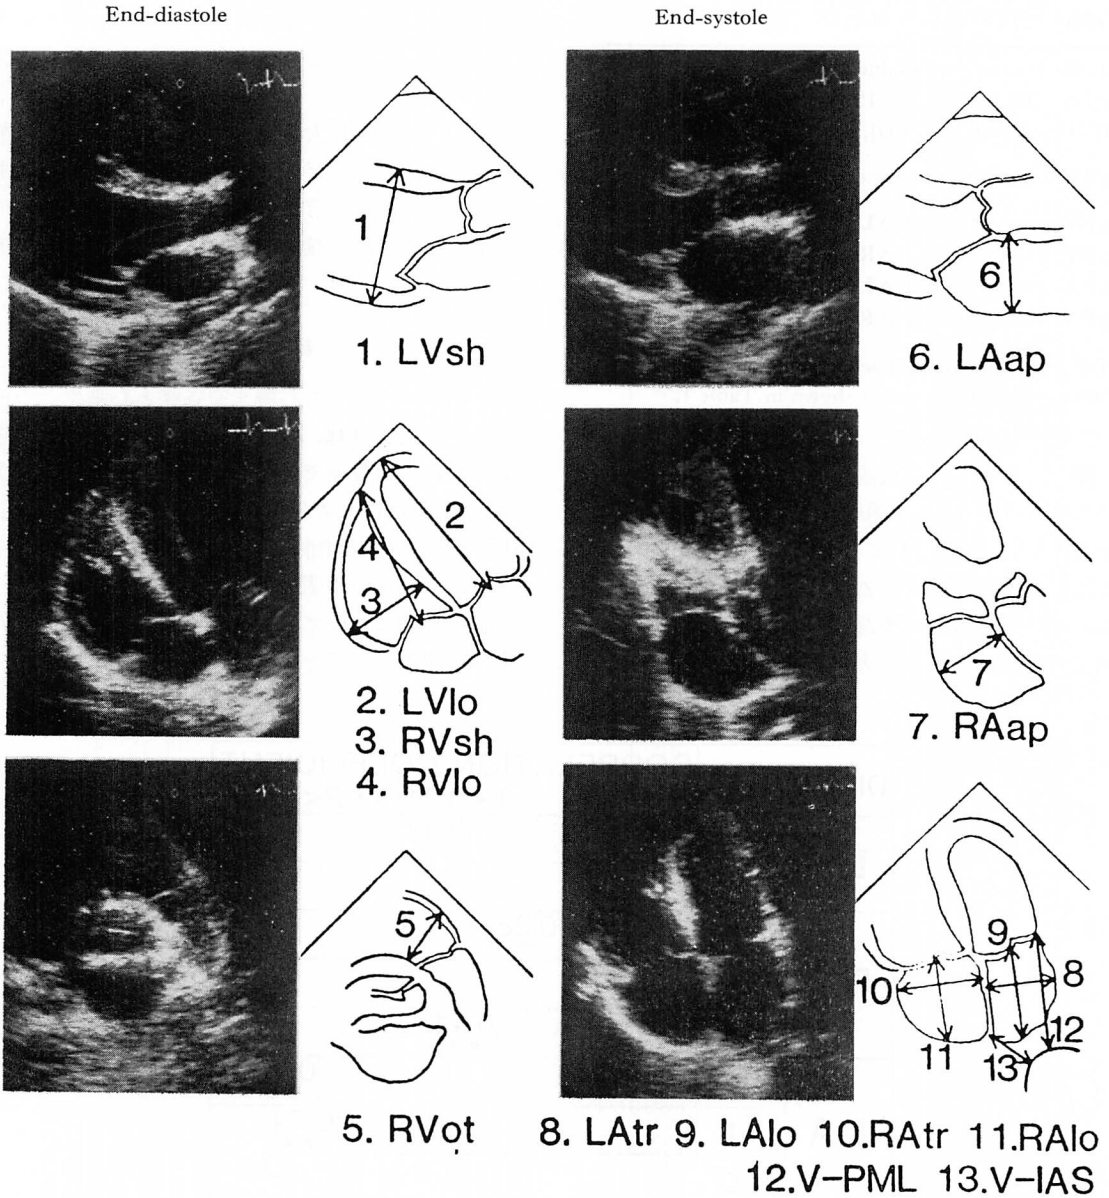 End-diastole
End-systole
1
1. LVsh
6
6. LAap
2
4
3
2. LVlo
3. RVsh
4. RVlo
7
7. RAap
5
5. RVot
9
8
10
12
11
13
8. LAtr 9. LAlo 10.RAtr 11.RAlo
12.V-PML 13.V-IAS